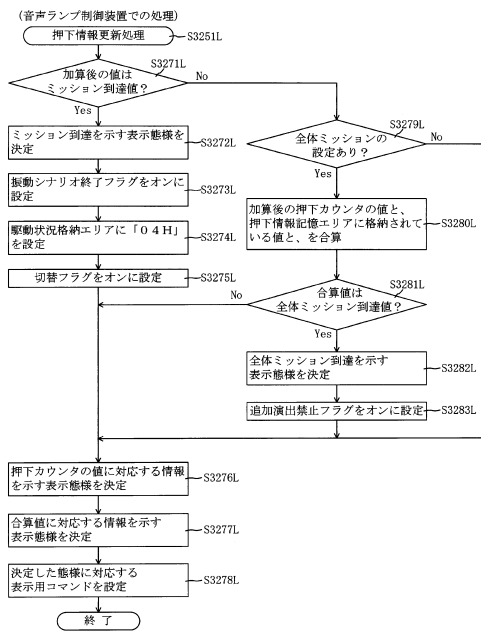 (音声ランプ制御装置での処理)
押下情報更新処理
S3251L
S3271L
加算後の値は
ミッション到達値?
No
Yes
ミッション到達を示す表示態様を
決定
S3272L
振動シナリオ終了フラグをオンに
設定
S3273L
駆動状況格納エリアに「04H」
を設定
S3274L
切替フラグをオンに設定
S3275L
S3279L
全体ミッションの
設定あり?
No
Yes
加算後の押下カウンタの値と、
押下情報記憶エリアに格納されて
いる値と、を合算
S3280L
S3281L
合算値は
全体ミッション到達値?
No
Yes
全体ミッション到達を示す
表示態様を決定
S3282L
追加演出禁止フラグをオンに設定
S3283L
押下カウンタの値に対応する情報
を示す表示態様を決定
S3276L
合算値に対応する情報を示す
表示態様を決定
S3277L
決定した態様に対応する
表示用コマンドを設定
S3278L
終了